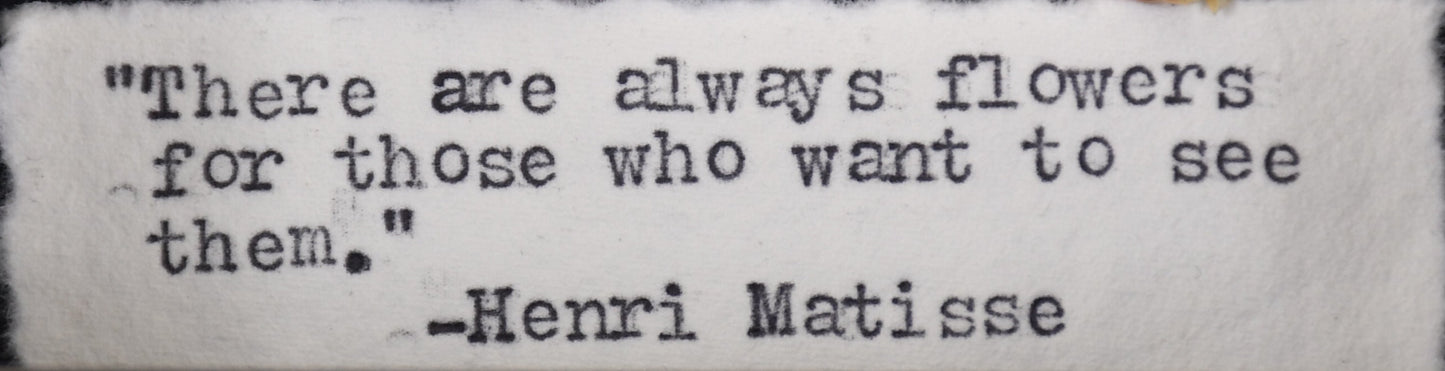 "There are always flowers
for those who want to see
them."
-Henri Matisse